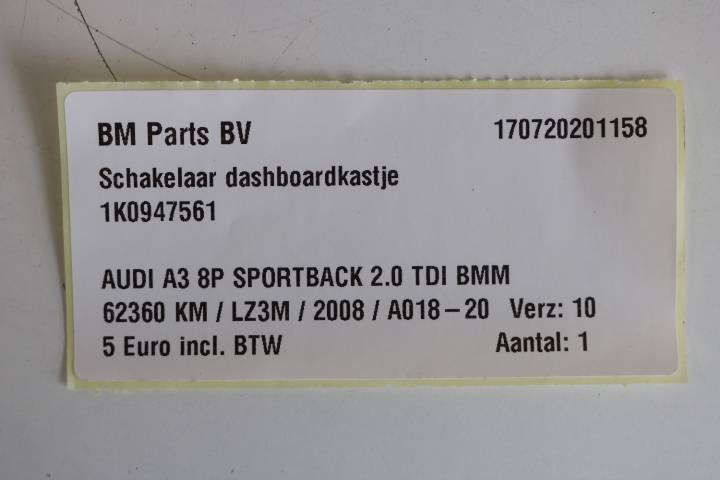 BM Parts BV 170720201158
Schakelaar dashboardkastje
1K0947561
AUDI A3 8P SPORTBACK 2.0 TDI BMM
62360 KM / LZ3M / 2008 / A018-20 Verz: 10
5 Euro incl. BTW Aantal: 1